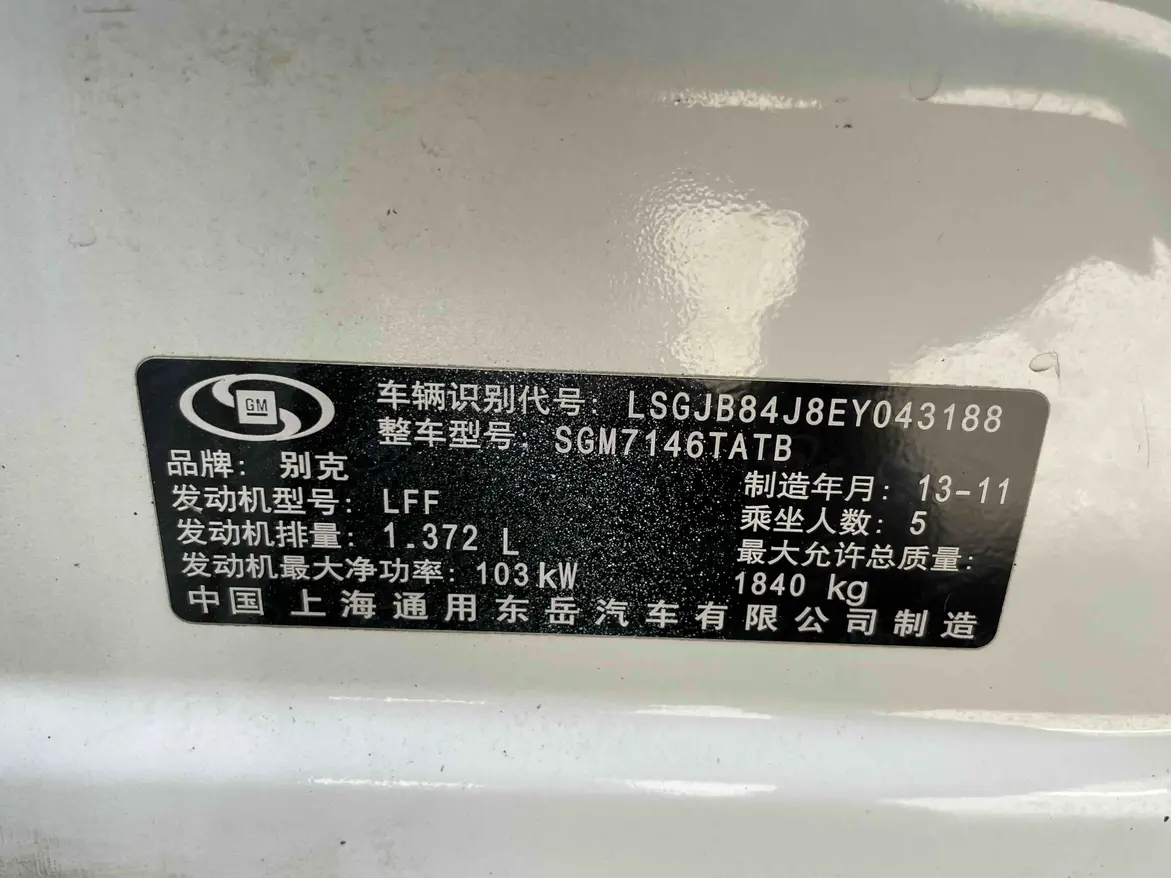 GM
车辆识别代号: LSGJB84J8EY043188
整车型号: SGM7146TATB
品牌: 别克
制造年月: 13-11
发动机型号: LFF
乘坐人数: 5
发动机排量: 1.372 L
最大允许总质量:
1840 kg
发动机最大净功率: 103kW
中国 上海通用东岳汽车有限公司制造